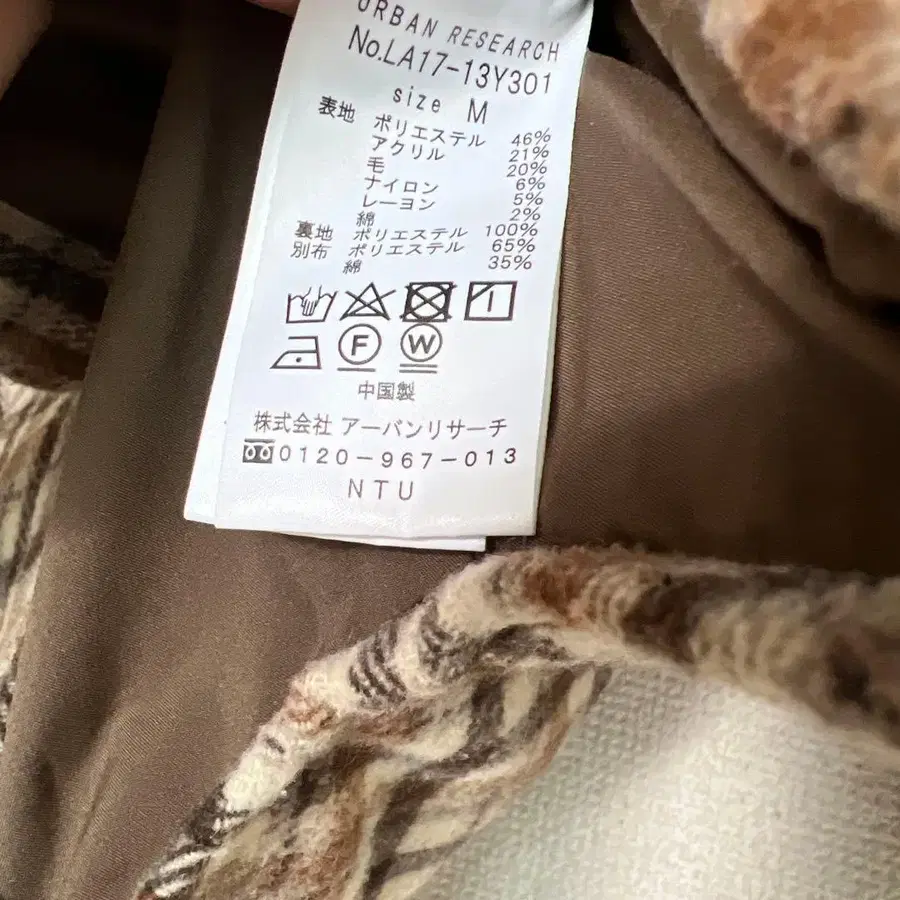 URBAN RESEARCH
No.LA17-13Y301
size M
表地 ポリエステル 46%
アクリル 21%
毛 20%
ナイロン 6%
レーヨン 5%
綿 2%
裏地 ポリエステル 100%
別布 ポリエステル 65%
綿 35%
F W
中国製
株式会社 アーバンリサーチ
0120-967-013
NTU